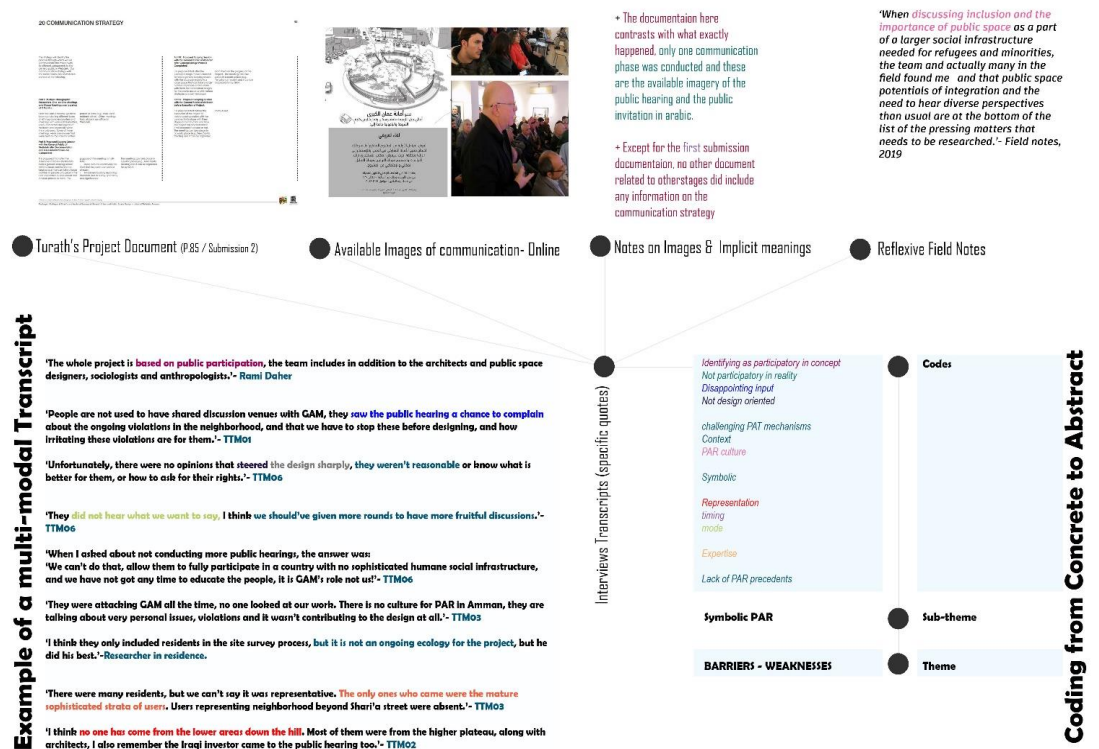 20 COMMUNICATION STRATEGY
+ The documentaion here
contrasts with what exactly
happened, only one communication
phase was conducted and these
are the available imagery of the
public hearing and the public
invitation in arabic.
+ Except for the first submission
documentaion, no other document
related to otherstages did include
any information on the
communication strategy
‘When discussing inclusion and the
importance of public space as a part
of a larger social infrastructure
needed for refugees and minorities,
the team and actually many in the
field found me and that public space
potentials of integration and the
need to hear diverse perspectives
than usual are at the bottom of the
list of the pressing matters that
needs to be researched.’- Field notes,
2019
Turath’s Project Document (P.85 / Submission 2)
Available Images of communication- Online
Notes on Images & Implicit meanings
Reflexive Field Notes
Example of a multi-modal Transcript
‘The whole project is based on public participation, the team includes in addition to the architects and public space
designers, sociologists and anthropologists.’- Rami Daher
‘People are not used to have shared discussion venues with GAM, they saw the public hearing a chance to complain
about the ongoing violations in the neighborhood, and that we have to stop these before designing, and how
irritating these violations are for them.’- TTM01
‘Unfortunately, there were no opinions that steered the design sharply, they weren’t reasonable or know what is
better for them, or how to ask for their rights.’- TTM06
‘They did not hear what we want to say, I think we should’ve given more rounds to have more fruitful discussions.’-
TTM06
‘When I asked about not conducting more public hearings, the answer was:
‘We can’t do that, allow them to fully participate in a country with no sophisticated humane social infrastructure,
and we have not got any time to educate the people, it is GAM’s role not us!’- TTM06
‘They were attacking GAM all the time, no one looked at our work. There is no culture for PAR in Amman, they are
talking about very personal issues, violations and it wasn’t contributing to the design at all.’- TTM03
‘I think they only included residents in the site survey process, but it is not an ongoing ecology for the project, but he
did his best.’-Researcher in residence.
‘There were many residents, but we can’t say it was representative. The only ones who came were the mature
sophisticated strata of users. Users representing neighborhood beyond Shari’a street were absent.’- TTM03
‘I think no one has come from the lower areas down the hill. Most of them were from the higher plateau, along with
architects, I also remember the Iraqi investor came to the public hearing too.’- TTM02
Interviews Transcripts (specific quotes)
Identifying as participatory in concept
Not participatory in reality
Disappointing input
Not design oriented
challenging PAT mechanisms
Context
PAR culture
Symbolic
Representation
timing
mode
Expertise
Lack of PAR precedents
Codes
Symbolic PAR
Sub-theme
BARRIERS - WEAKNESSES
Theme
Coding from Concrete to Abstract